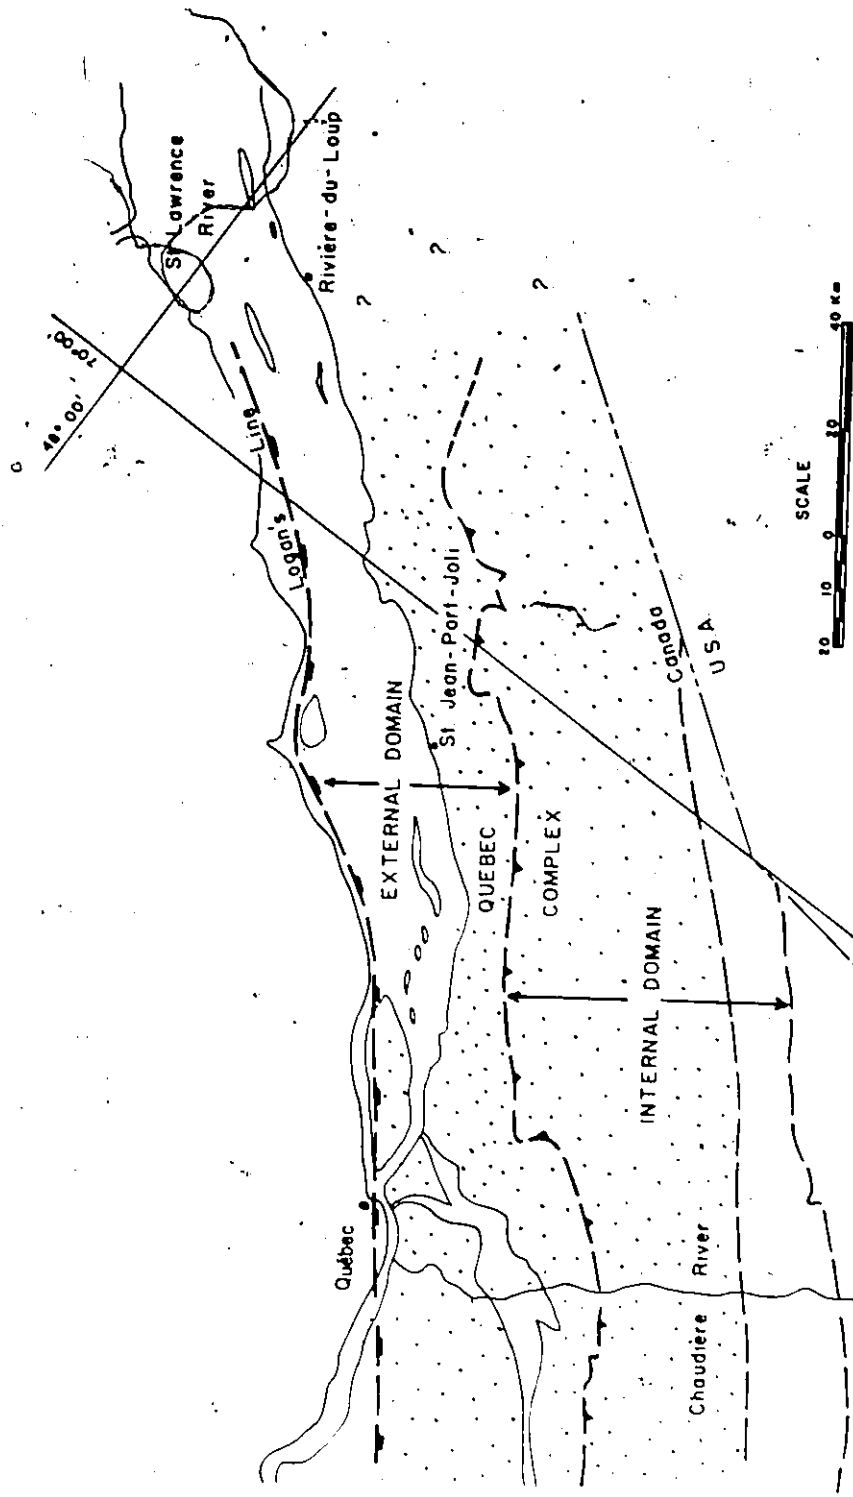 St Lawrence
River
Rivière-du-Loup
70°00'
48° 00'
Logan's Line
?
?
?
St Jean-Port-Joli
EXTERNAL DOMAIN
QUEBEC
COMPLEX
INTERNAL DOMAIN
Canada
USA
Québec
Chaudière River
SCALE
20 10 0 20 40 Km